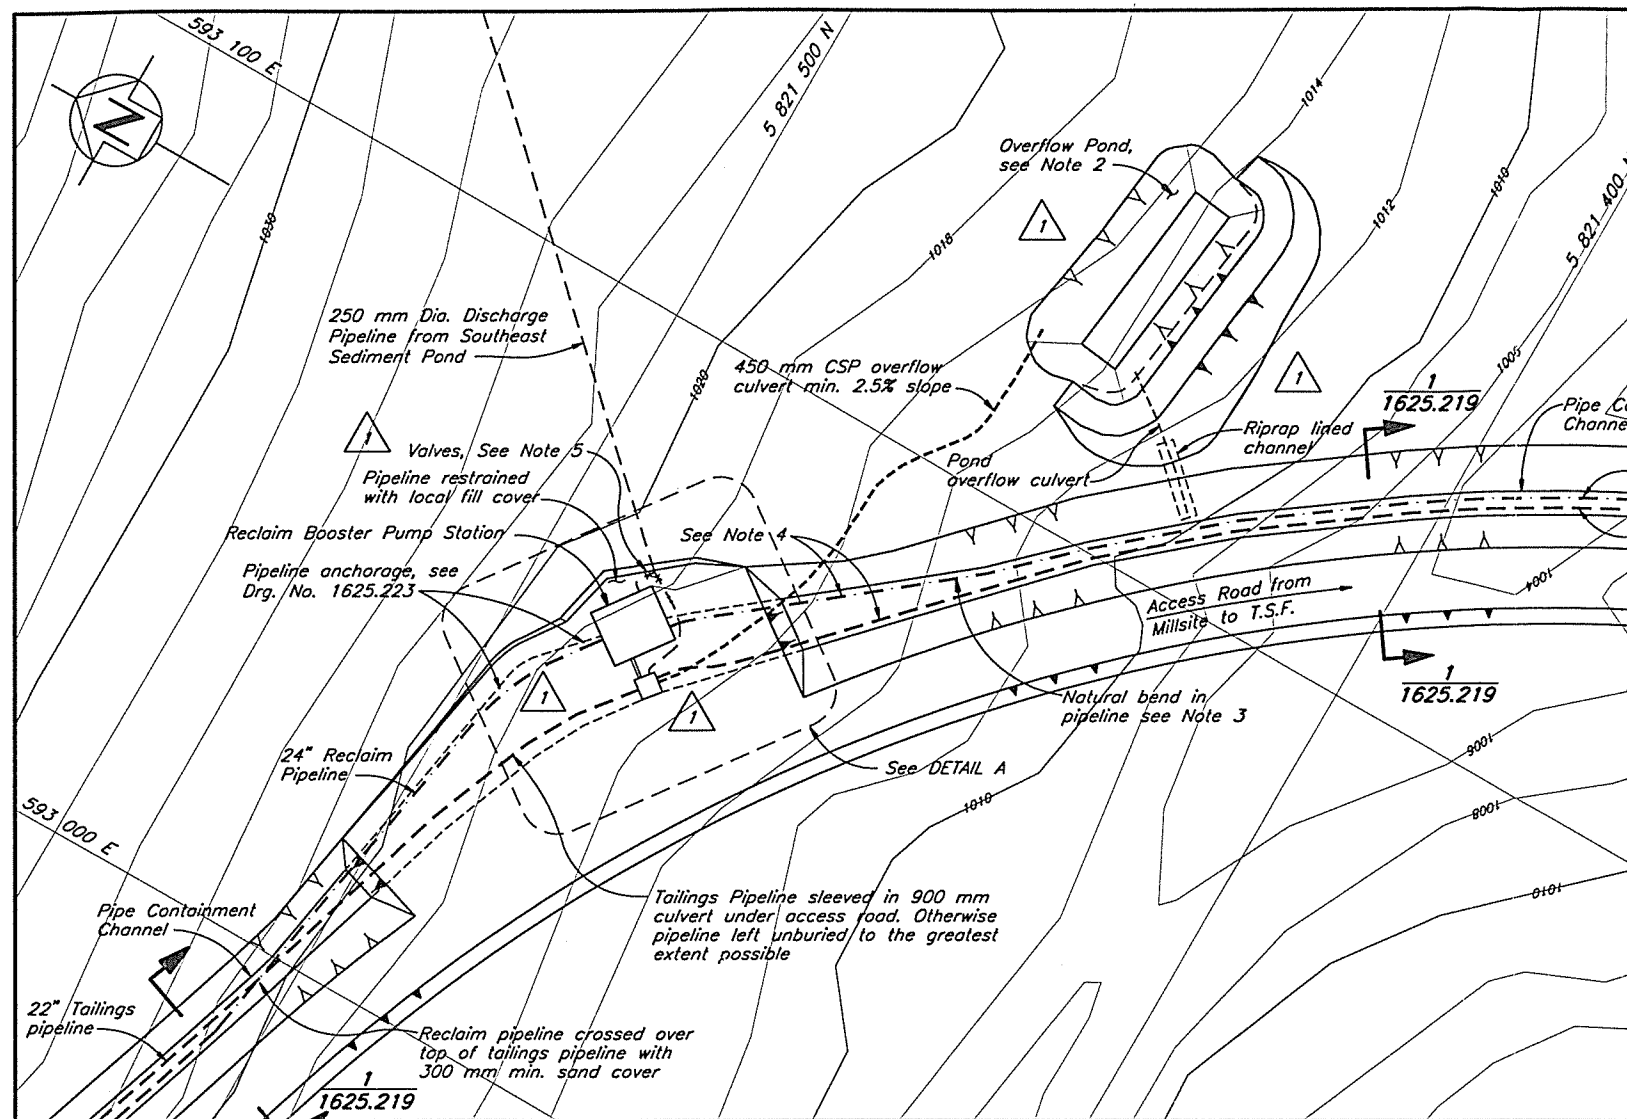 593 100 E
5 821 500 N
N
1014
Overflow Pond,
see Note 2
1010
1
1012
5 821 400 N
1030
1018
250 mm Dia. Discharge
Pipeline from Southeast
Sediment Pond
450 mm CSP overflow
culvert min. 2.5% slope
1020
1005
1
1
1625.219
Pipe
Channe
Riprap lined
channel
1
Valves, See Note 5
Pipeline restrained
with local fill cover
Pond
overflow culvert
Reclaim Booster Pump Station
See Note 4
Pipeline anchorage, see
Drg. No. 1625.223
1004
Access Road from
Millsite to T.S.F.
1
1625.219
1
1
Natural bend in
pipeline see Note 3
24" Reclaim
Pipeline
See DETAIL A
1006
1010
1008
593 000 E
1010
Tailings Pipeline sleeved in 900 mm
culvert under access road. Otherwise
pipeline left unburied to the greatest
extent possible
Pipe Containment
Channel
22" Tailings
pipeline
Reclaim pipeline crossed over
top of tailings pipeline with
300 mm min. sand cover
1
1625.219